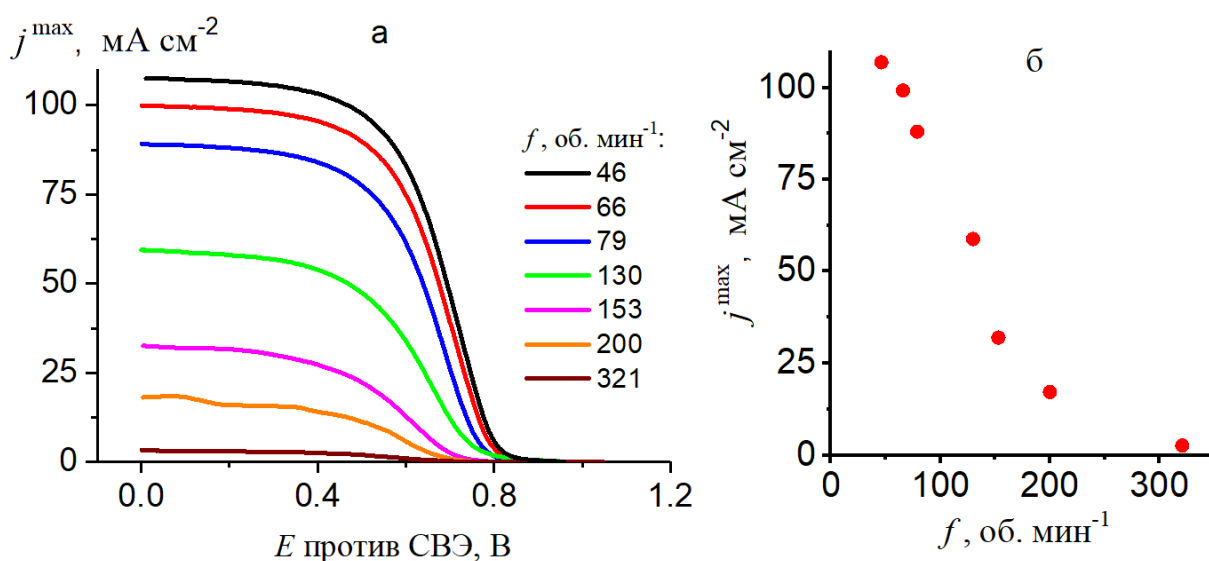 j^max, мА см^-2
а
100
75
50
25
0
0.0 0.4 0.8 1.2
E против СВЭ, В
f, об. мин^-1:
46
66
79
130
153
200
321
б
j^max, мА см^-2
100
75
50
25
0
0 100 200 300
f, об. мин^-1